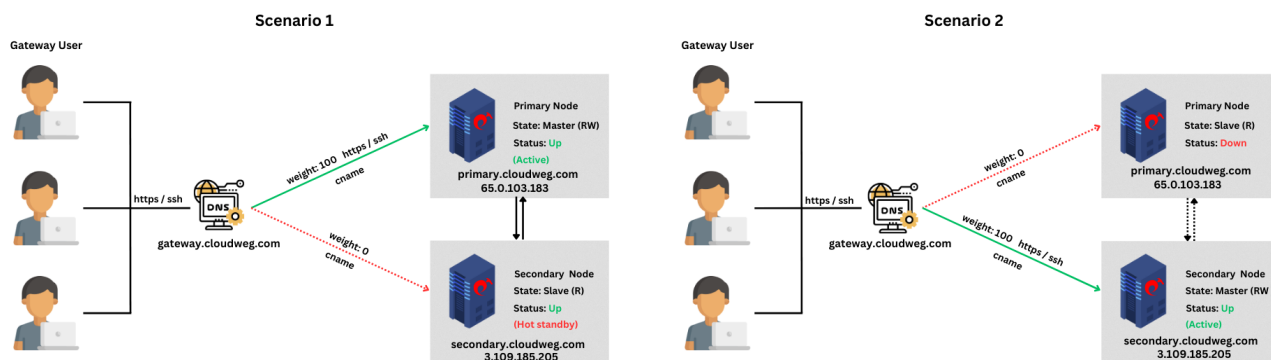 Scenario 1
Gateway User
https / ssh
DNS
gateway.cloudweg.com
weight: 100 https / ssh
cname
weight: 0
cname
Primary Node
State: Master (RW)
Status: Up
(Active)
primary.cloudweg.com
65.0.103.183
Secondary Node
State: Slave (R)
Status: Up
(Hot standby)
secondary.cloudweg.com
3.109.185.205
Scenario 2
Gateway User
https / ssh
DNS
gateway.cloudweg.com
weight: 0
cname
weight: 100 https / ssh
cname
Primary Node
State: Slave (R)
Status: Down
primary.cloudweg.com
65.0.103.183
Secondary Node
State: Master (RW
Status: Up
(Active)
secondary.cloudweg.com
3.109.185.205